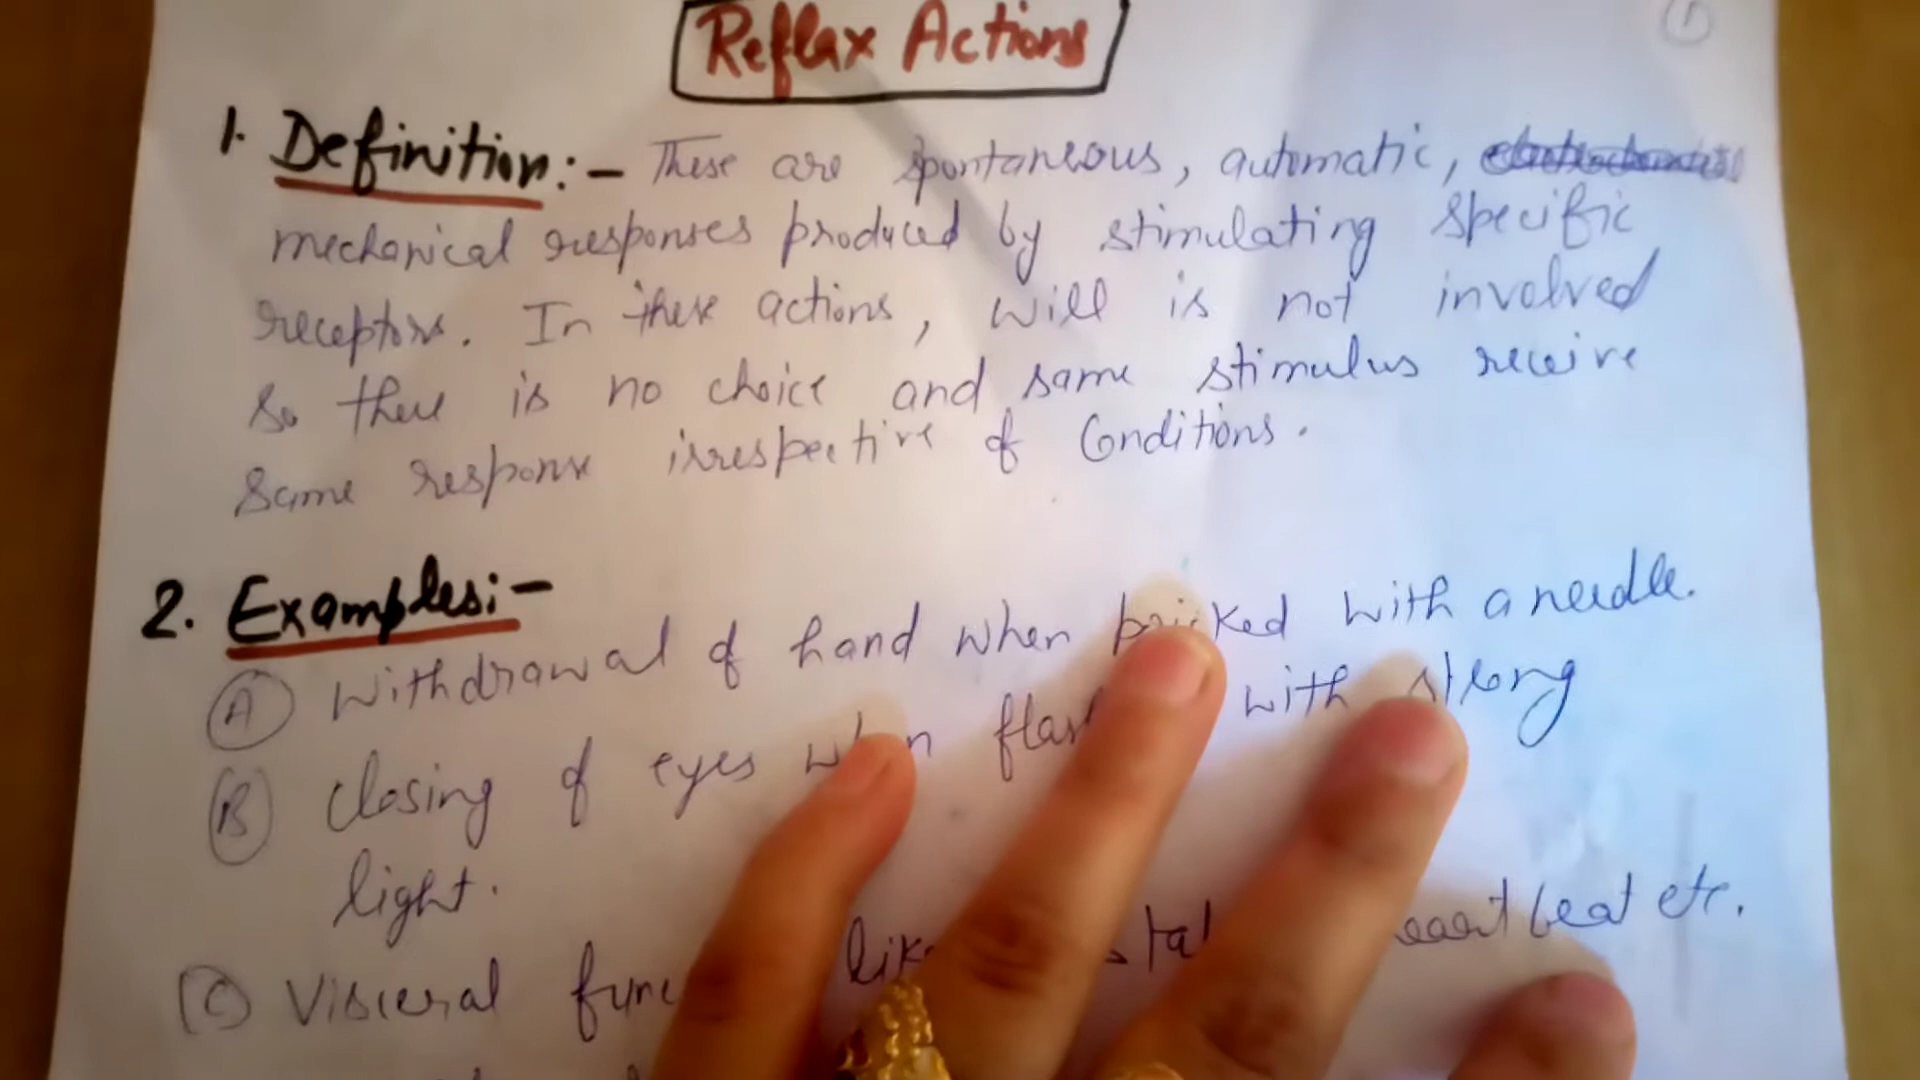 Reflax Actions
1
1. Definition:- These are spontaneous, automatic,
mechanical responses produced by stimulating specific
receptors. In these actions, will is not involved
so there is no choice and same stimulus receive
same response irrespective of Conditions.
2. Examples:-
A Withdrawal of hand when pricked with a needle.
B Closing of eyes with strong
light.
C Visceral beat etc.